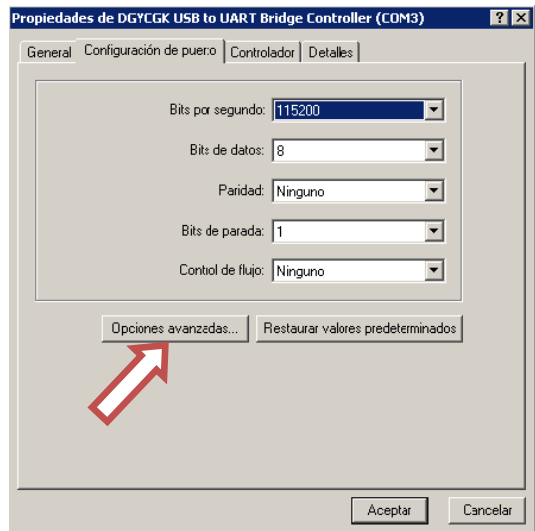 Propiedades de DGYCGK USB to UART Bridge Controller (COM3)
General Configuración de puerto Controlador Detalles
Bits por segundo: 115200
Bits de datos: 8
Paridad: Ninguno
Bits de parada: 1
Control de flujo: Ninguno
Opciones avanzadas... Restaurar valores predeterminados
Aceptar Cancelar